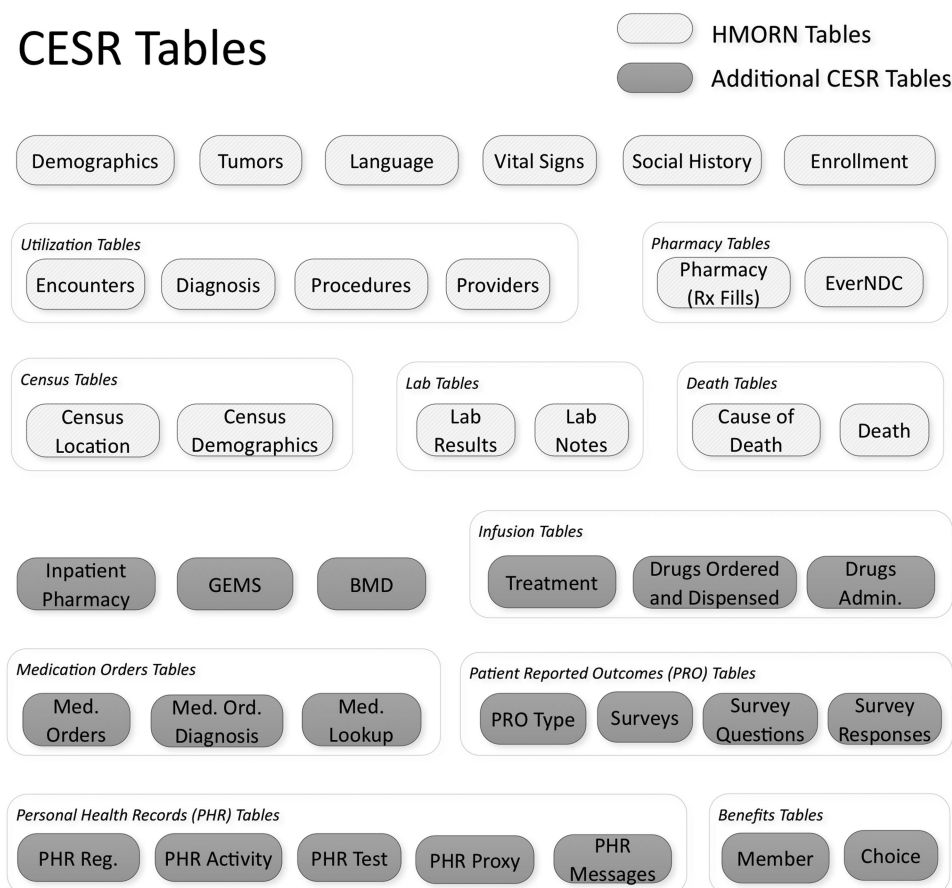 CESR Tables
HMORN Tables
Additional CESR Tables
Demographics
Tumors
Language
Vital Signs
Social History
Enrollment
Utilization Tables
Encounters
Diagnosis
Procedures
Providers
Pharmacy Tables
Pharmacy
(Rx Fills)
EverNDC
Census Tables
Census
Location
Census
Demographics
Lab Tables
Lab
Results
Lab
Notes
Death Tables
Cause of
Death
Death
Inpatient
Pharmacy
GEMS
BMD
Infusion Tables
Treatment
Drugs Ordered
and Dispensed
Drugs
Admin.
Medication Orders Tables
Med.
Orders
Med. Ord.
Diagnosis
Med.
Lookup
Patient Reported Outcomes (PRO) Tables
PRO Type
Surveys
Survey
Questions
Survey
Responses
Personal Health Records (PHR) Tables
PHR Reg.
PHR Activity
PHR Test
PHR Proxy
PHR
Messages
Benefits Tables
Member
Choice